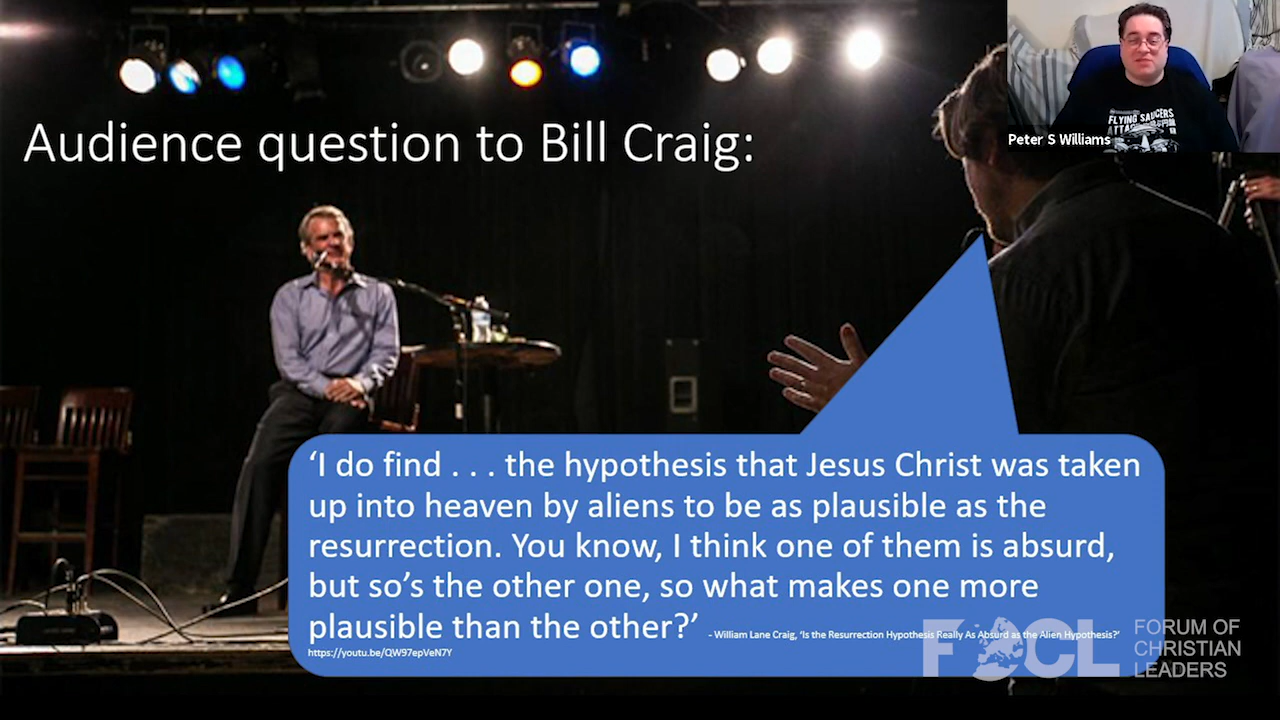 Audience question to Bill Craig:
FLYING SAUCERS
ATTACK
Peter S Williams
‘I do find . . . the hypothesis that Jesus Christ was taken
up into heaven by aliens to be as plausible as the
resurrection. You know, I think one of them is absurd,
but so’s the other one, so what makes one more
plausible than the other?’ - William Lane Craig, ‘Is the Resurrection Hypothesis Really As Absurd as the Alien Hypothesis?’
https://youtu.be/QW97epVeN7Y
FOCL
FORUM OF
CHRISTIAN
LEADERS